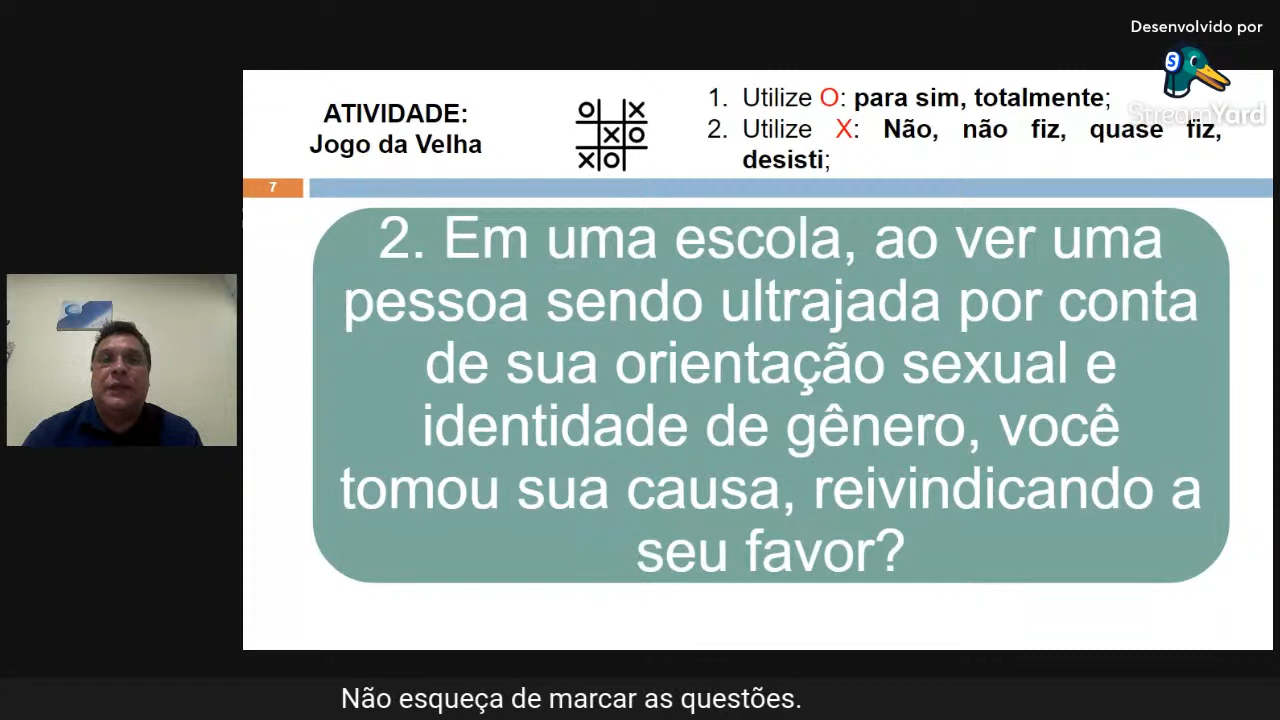 Desenvolvido por
StreamYard
ATIVIDADE:
Jogo da Velha
O X
X O
X O
1. Utilize O: para sim, totalmente;
2. Utilize X: Não, não fiz, quase fiz,
desisti;
7
2. Em uma escola, ao ver uma
pessoa sendo ultrajada por conta
de sua orientação sexual e
identidade de gênero, você
tomou sua causa, reivindicando a
seu favor?
Não esqueça de marcar as questões.